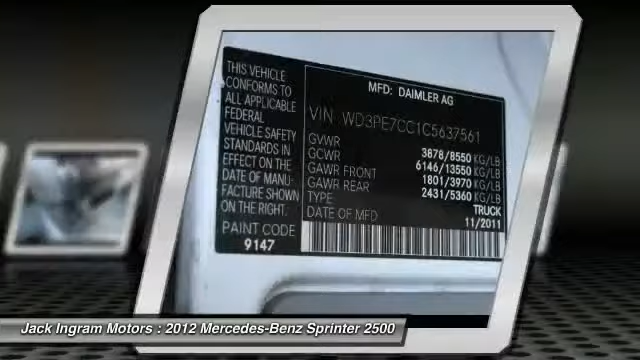 THIS VEHICLE
CONFORMS TO
ALL APPLICABLE
FEDERAL
VEHICLE SAFETY
STANDARDS IN
EFFECT ON THE
DATE OF MANU-
FACTURE SHOWN
ON THE RIGHT.
PAINT CODE
9147
MFD: DAIMLER AG
VIN WD3PE7CC1C5637561
GVWR 3878/8550 KG/LB
GCWR 6146/13550 KG/LB
GAWR FRONT 1801/3970 KG/LB
GAWR REAR 2431/5360 KG/LB
TYPE TRUCK
DATE OF MFD 11/2011
Jack Ingram Motors : 2012 Mercedes-Benz Sprinter 2500